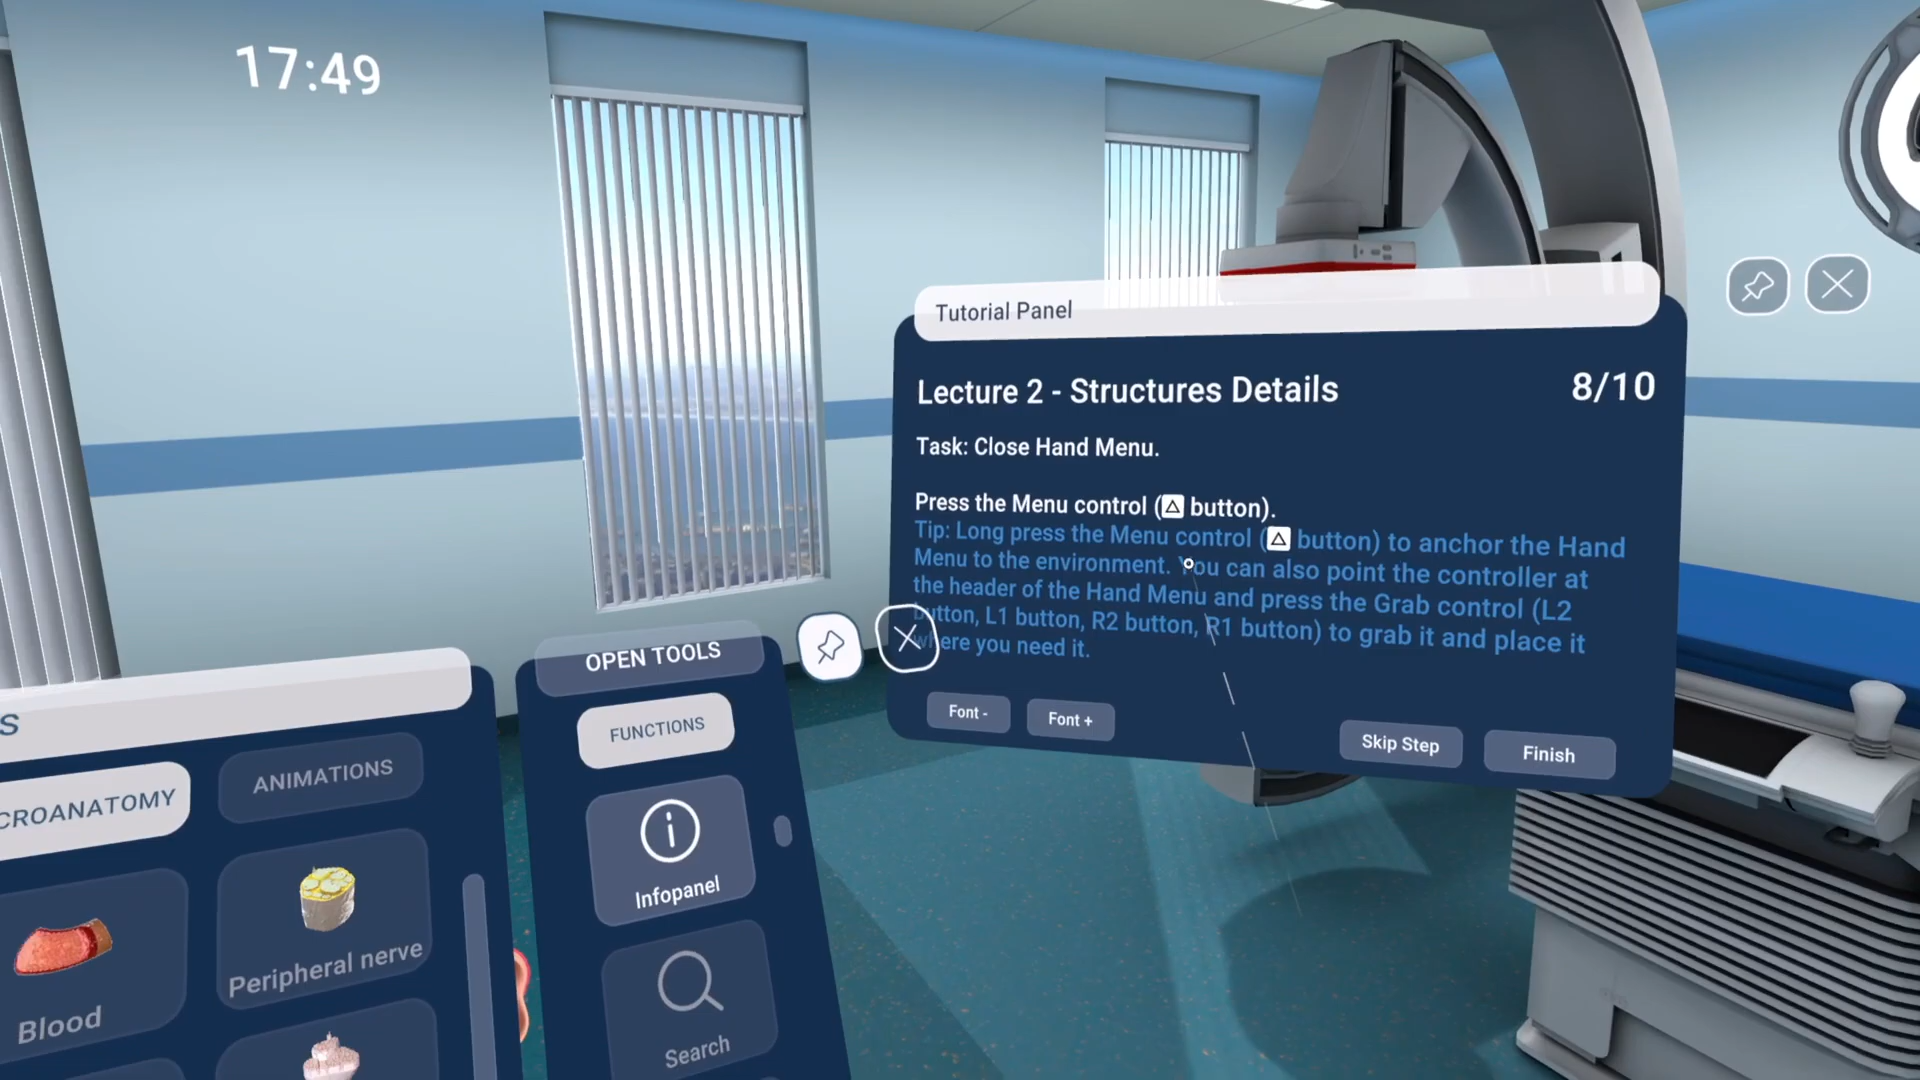 17:49
Tutorial Panel
Lecture 2 - Structures Details
8/10
Task: Close Hand Menu.
Press the Menu control (△ button).
Tip: Long press the Menu control (△ button) to anchor the Hand
Menu to the environment. You can also point the controller at
the header of the Hand Menu and press the Grab control (L2
button, L1 button, R2 button, R1 button) to grab it and place it
where you need it.
Font -
Font +
Skip Step
Finish
S
CROANATOMY
ANIMATIONS
Blood
Peripheral nerve
OPEN TOOLS
FUNCTIONS
Infopanel
Search